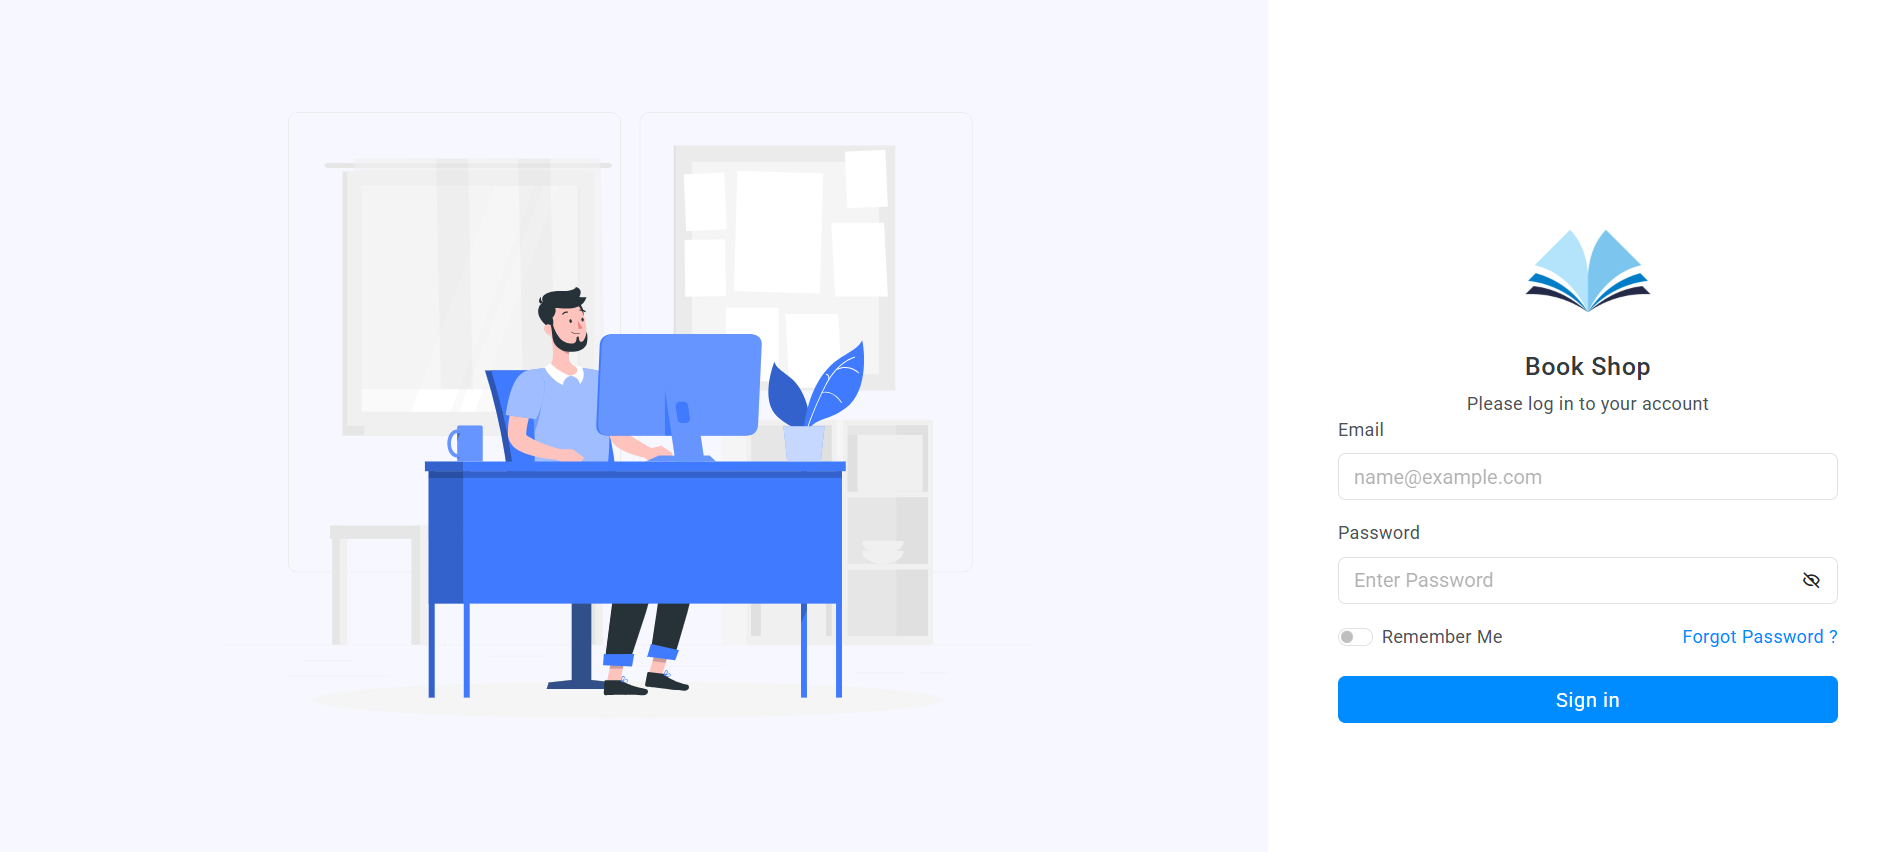 Book Shop
Please log in to your account
Email
name@example.com
Password
Enter Password
Remember Me
Forgot Password ?
Sign in